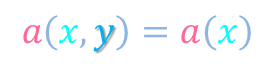 a(x, y) = a(x)